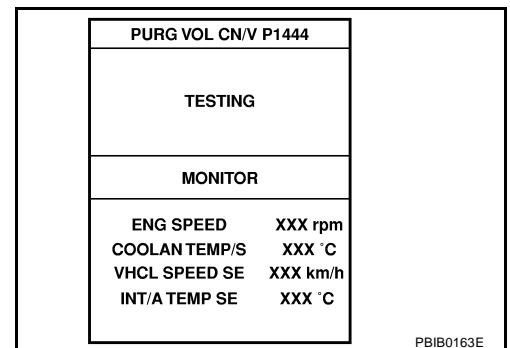 PURG VOL CN/V P1444
TESTING
MONITOR
ENG SPEED XXX rpm
COOLAN TEMP/S XXX °C
VHCL SPEED SE XXX km/h
INT/A TEMP SE XXX °C
PBIB0163E